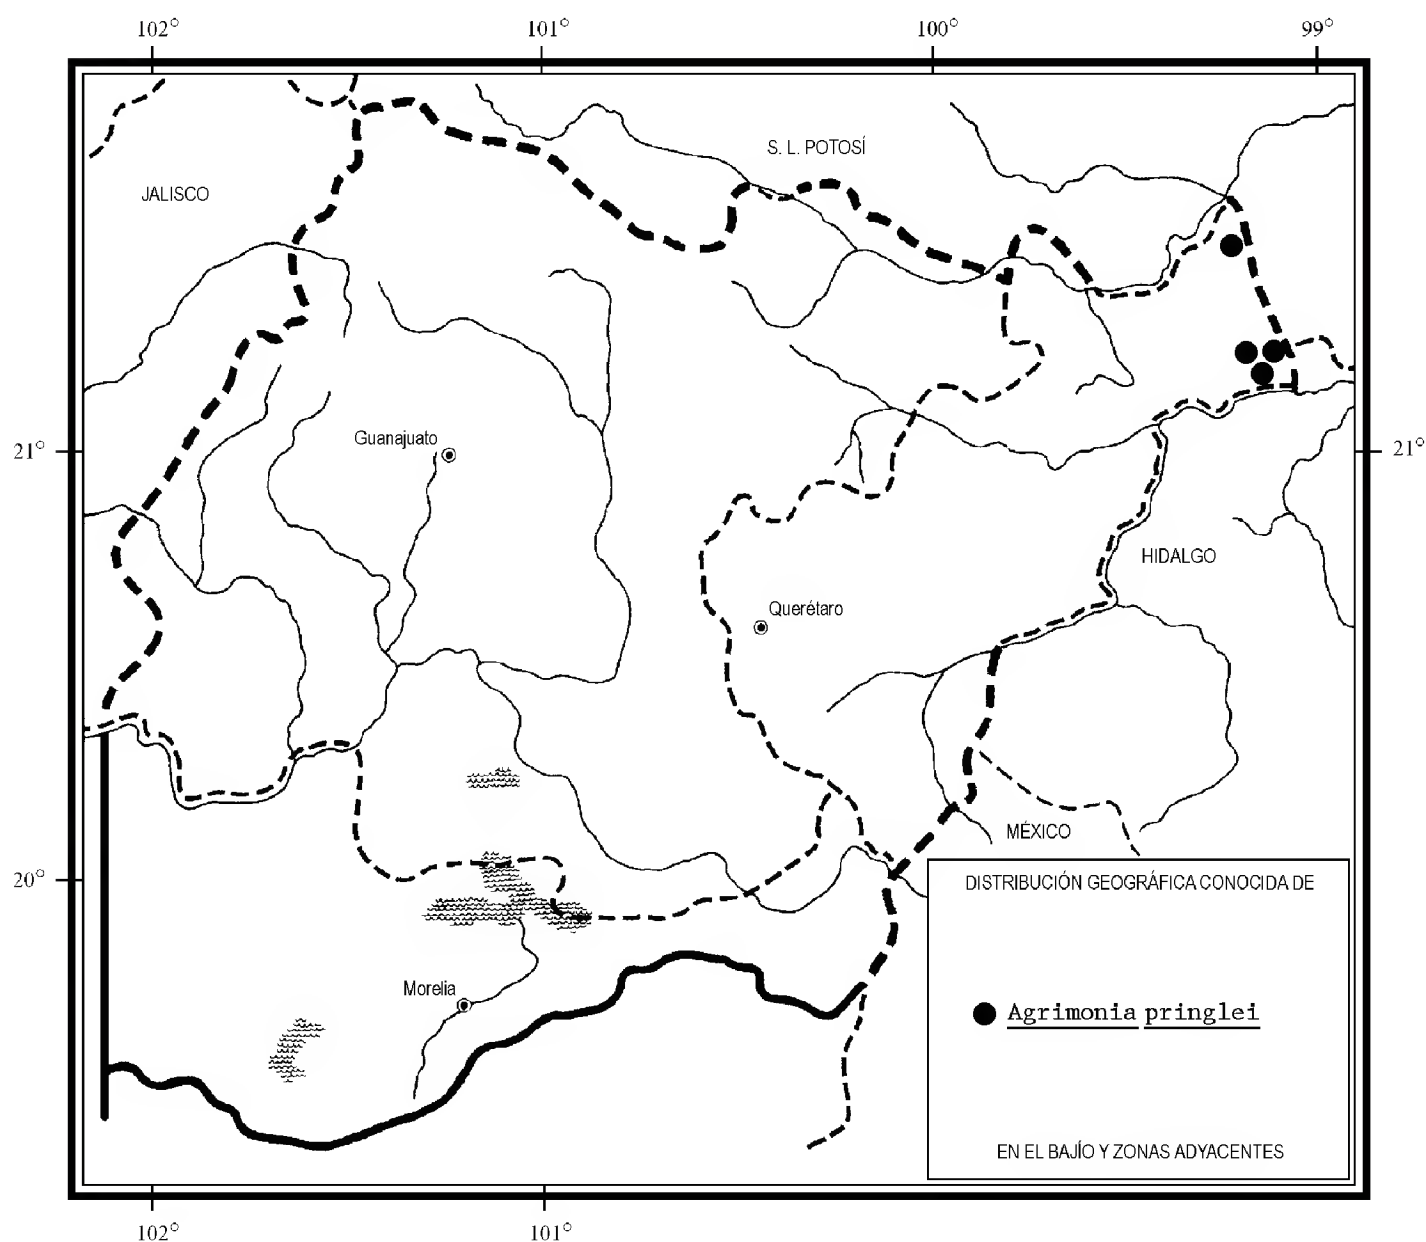 102° 101° 100° 99°
S. L. POTOSÍ
JALISCO
Guanajuato
21° 21°
HIDALGO
Querétaro
MÉXICO
20°
DISTRIBUCIÓN GEOGRÁFICA CONOCIDA DE
Morelia
Agrimonia pringlei
EN EL BAJÍO Y ZONAS ADYACENTES
102° 101°